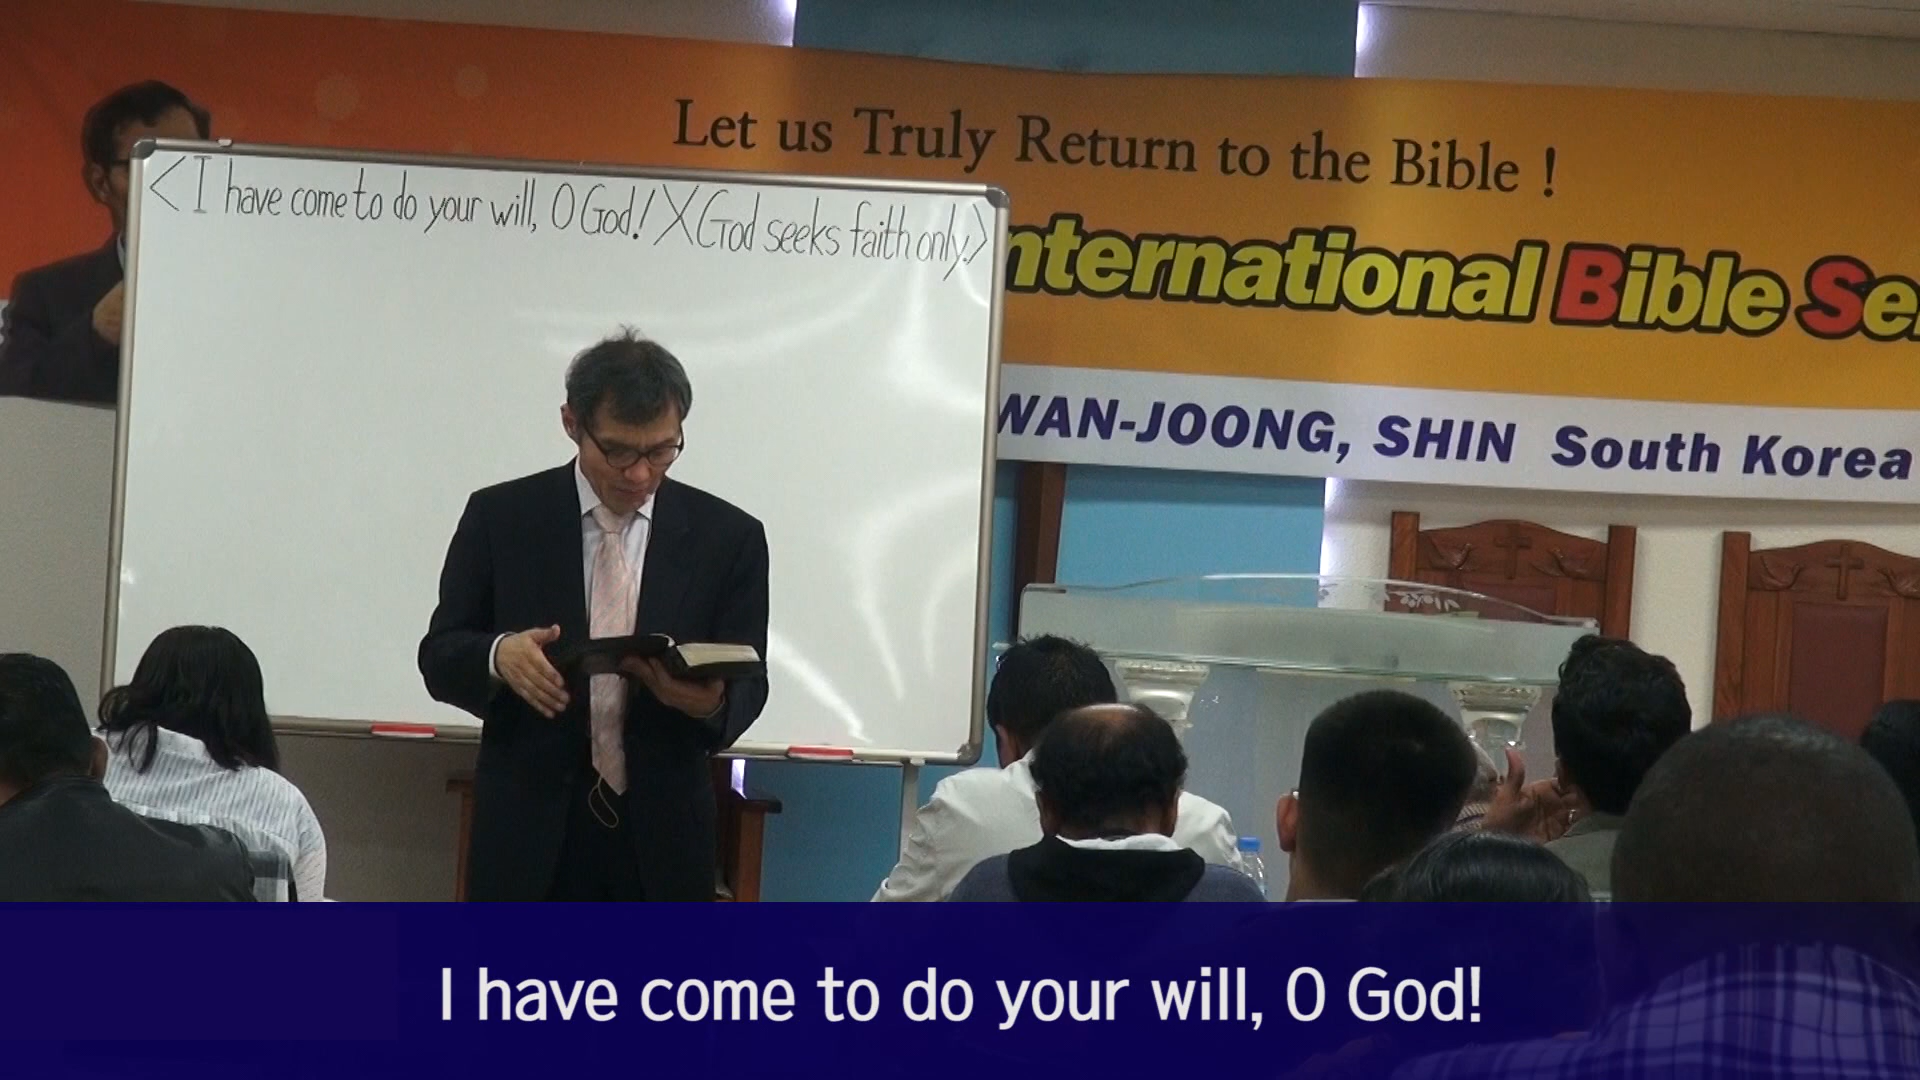 Let us Truly Return to the Bible !
<I have come to do your will, O God!><God seeks faith only.>
nternational Bible Se
WAN-JOONG, SHIN South Korea
I have come to do your will, O God!